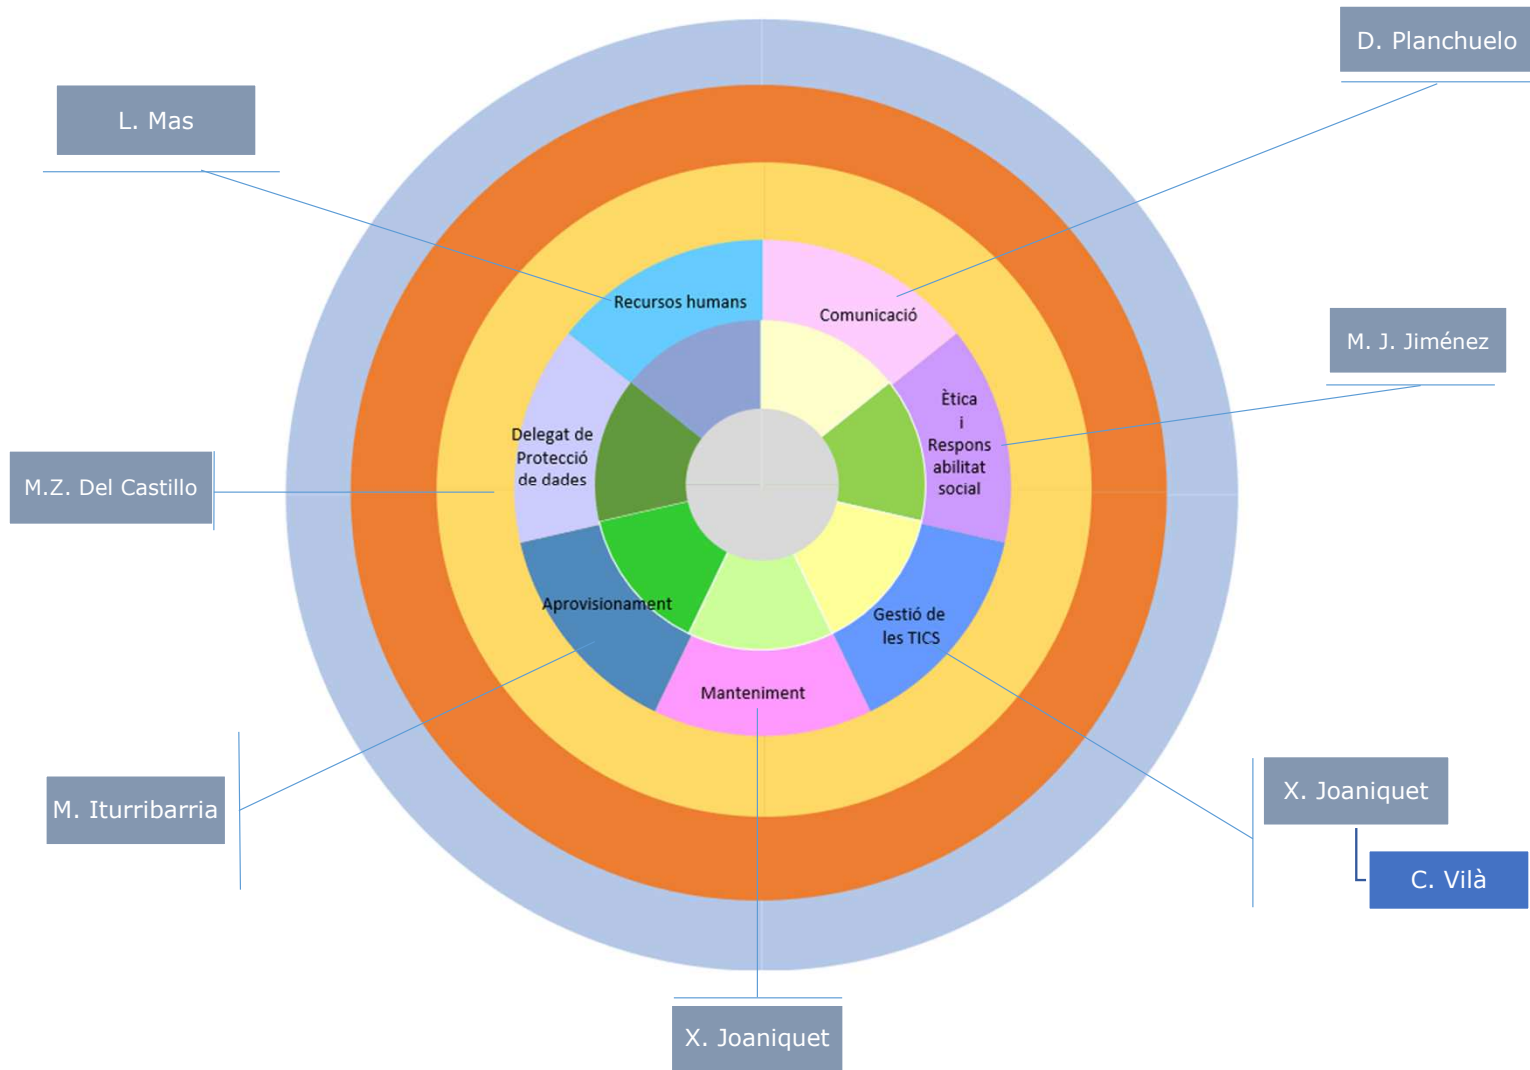 D. Planchuelo
L. Mas
Recursos humans
Comunicació
M. J. Jiménez
Ètica
i
Respons
abilitat
social
Delegat de
Protecció
de dades
M.Z. Del Castillo
Aprovisionament
Gestió de
les TICS
Manteniment
M. Iturribarria
X. Joaniquet
C. Vilà
X. Joaniquet